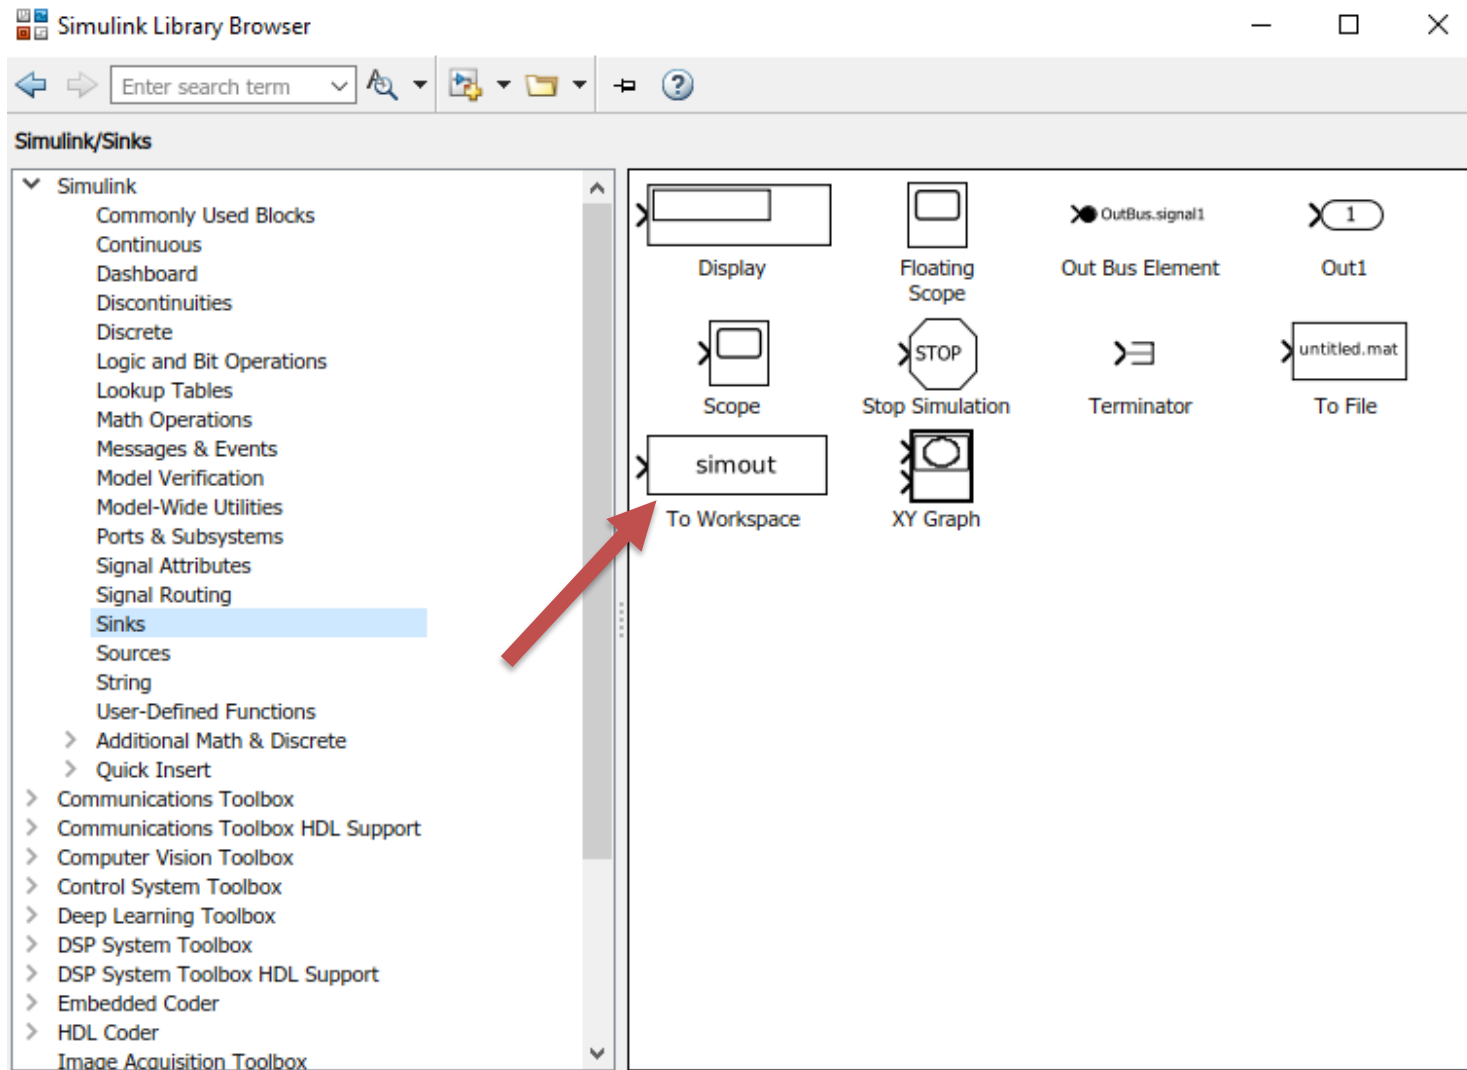 Simulink Library Browser
Enter search term
Simulink/Sinks
Simulink
Commonly Used Blocks
Continuous
Dashboard
Discontinuities
Discrete
Logic and Bit Operations
Lookup Tables
Math Operations
Messages & Events
Model Verification
Model-Wide Utilities
Ports & Subsystems
Signal Attributes
Signal Routing
Sinks
Sources
String
User-Defined Functions
Additional Math & Discrete
Quick Insert
Communications Toolbox
Communications Toolbox HDL Support
Computer Vision Toolbox
Control System Toolbox
Deep Learning Toolbox
DSP System Toolbox
DSP System Toolbox HDL Support
Embedded Coder
HDL Coder
Image Acquisition Toolbox
Display
Floating
Scope
OutBus.signal1
Out Bus Element
1
Out1
Scope
STOP
Stop Simulation
Terminator
untitled.mat
To File
simout
To Workspace
XY Graph